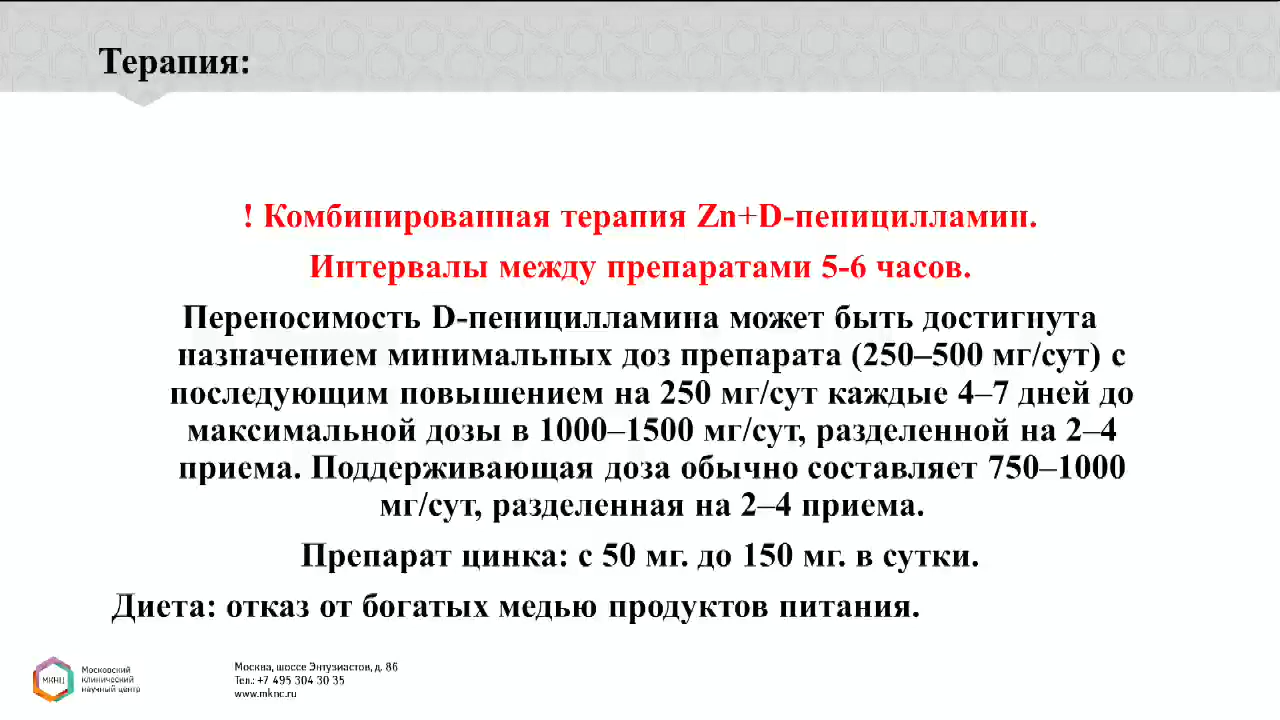 Терапия:
! Комбинированная терапия Zn+D-пеницилламин.
Интервалы между препаратами 5-6 часов.
Переносимость D-пеницилламина может быть достигнута
назначением минимальных доз препарата (250–500 мг/сут) с
последующим повышением на 250 мг/сут каждые 4–7 дней до
максимальной дозы в 1000–1500 мг/сут, разделенной на 2–4
приема. Поддерживающая доза обычно составляет 750–1000
мг/сут, разделенная на 2–4 приема.
Препарат цинка: с 50 мг. до 150 мг. в сутки.
Диета: отказ от богатых медью продуктов питания.
МКНЦ
Московский
клинический
научный центр
Москва, шоссе Энтузиастов, д. 86
Тел.: +7 495 304 30 35
www.mknc.ru